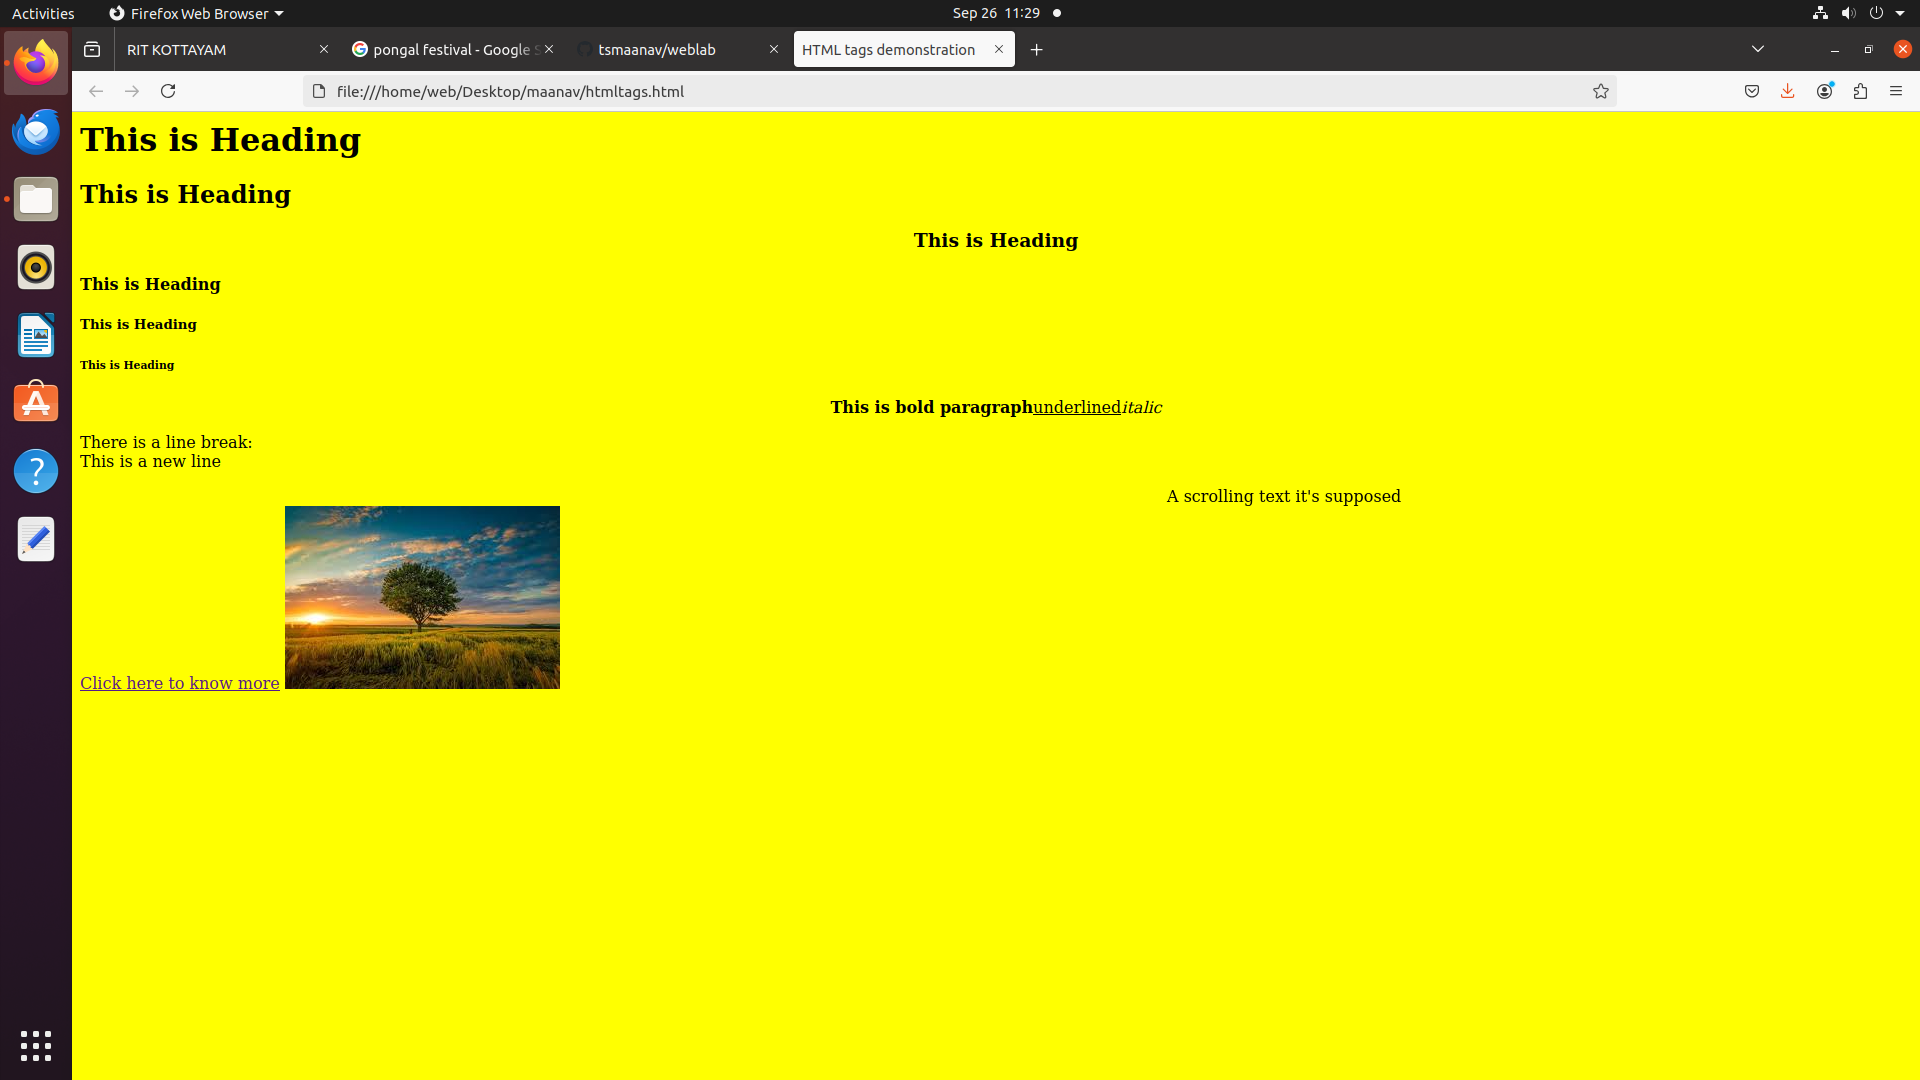 Activities Firefox Web Browser Sep 26 11:29
RIT KOTTAYAM pongal festival - Google S tsmaanav/weblab HTML tags demonstration
file:///home/web/Desktop/maanav/htmltags.html
This is Heading
This is Heading
This is Heading
This is Heading
This is Heading
This is Heading
This is bold paragraphunderlineditalic
There is a line break:
This is a new line
A scrolling text it's supposed
Click here to know more